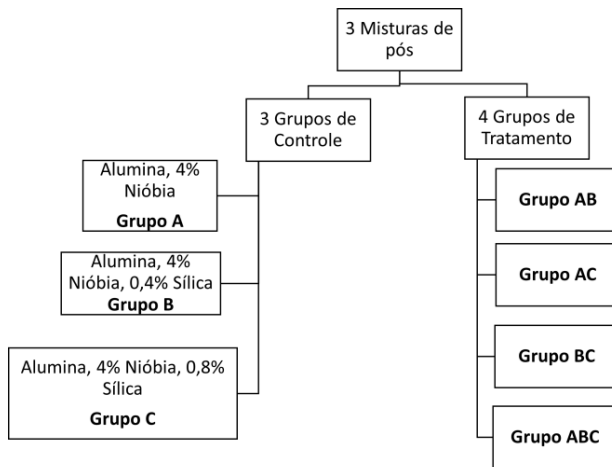 3 Misturas de
pós
3 Grupos de
Controle
Alumina, 4%
Nióbia
Grupo A
Alumina, 4%
Nióbia, 0,4% Sílica
Grupo B
Alumina, 4% Nióbia, 0,8%
Sílica
Grupo C
4 Grupos de
Tratamento
Grupo AB
Grupo AC
Grupo BC
Grupo ABC